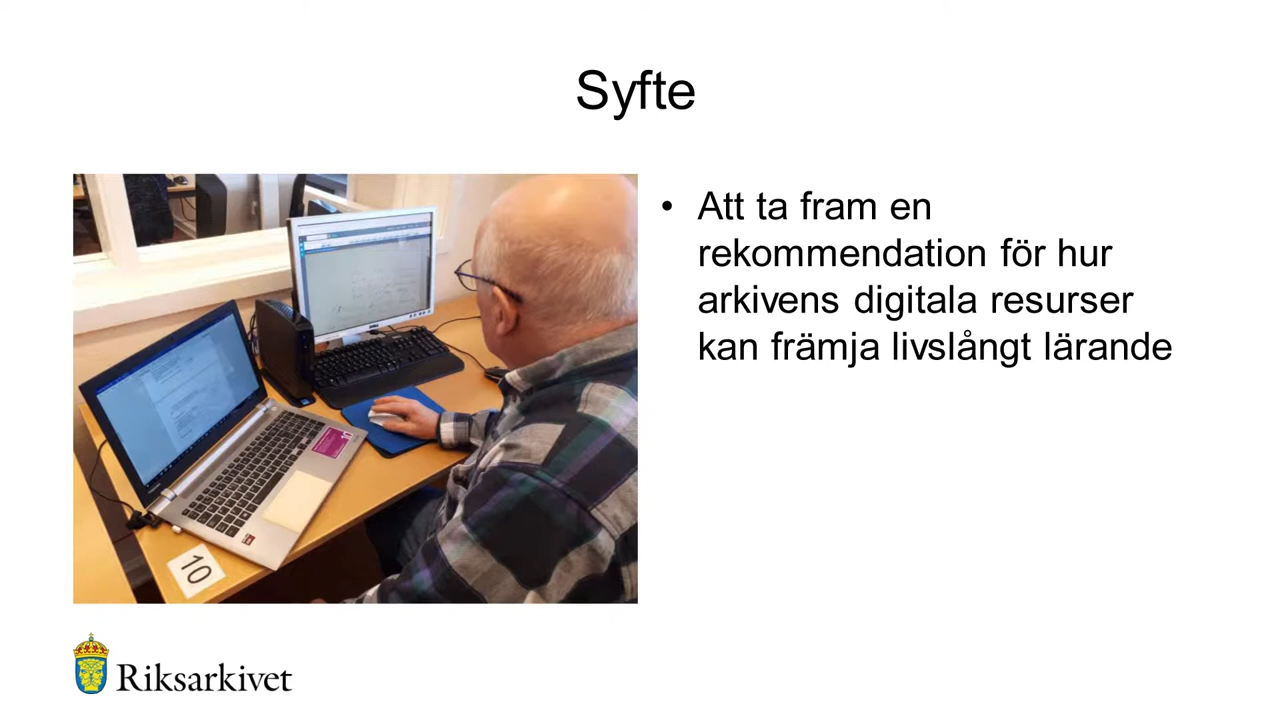 Syfte
• Att ta fram en
rekommendation för hur
arkivens digitala resurser
kan främja livslångt lärande
10
Riksarkivet